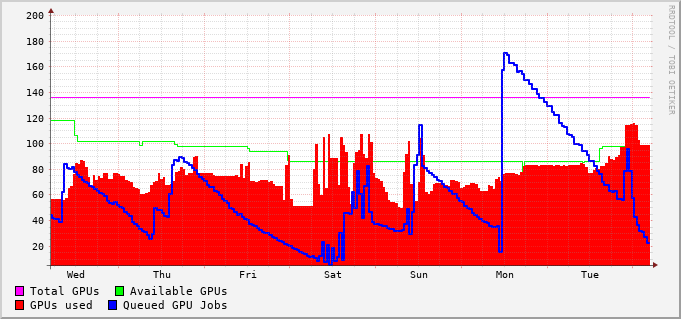 200
180
160
140
120
100
80
60
40
20
Wed Thu Fri Sat Sun Mon Tue
Total GPUs Available GPUs
GPUs used Queued GPU Jobs
RRDTOOL / TOBI OETIKER